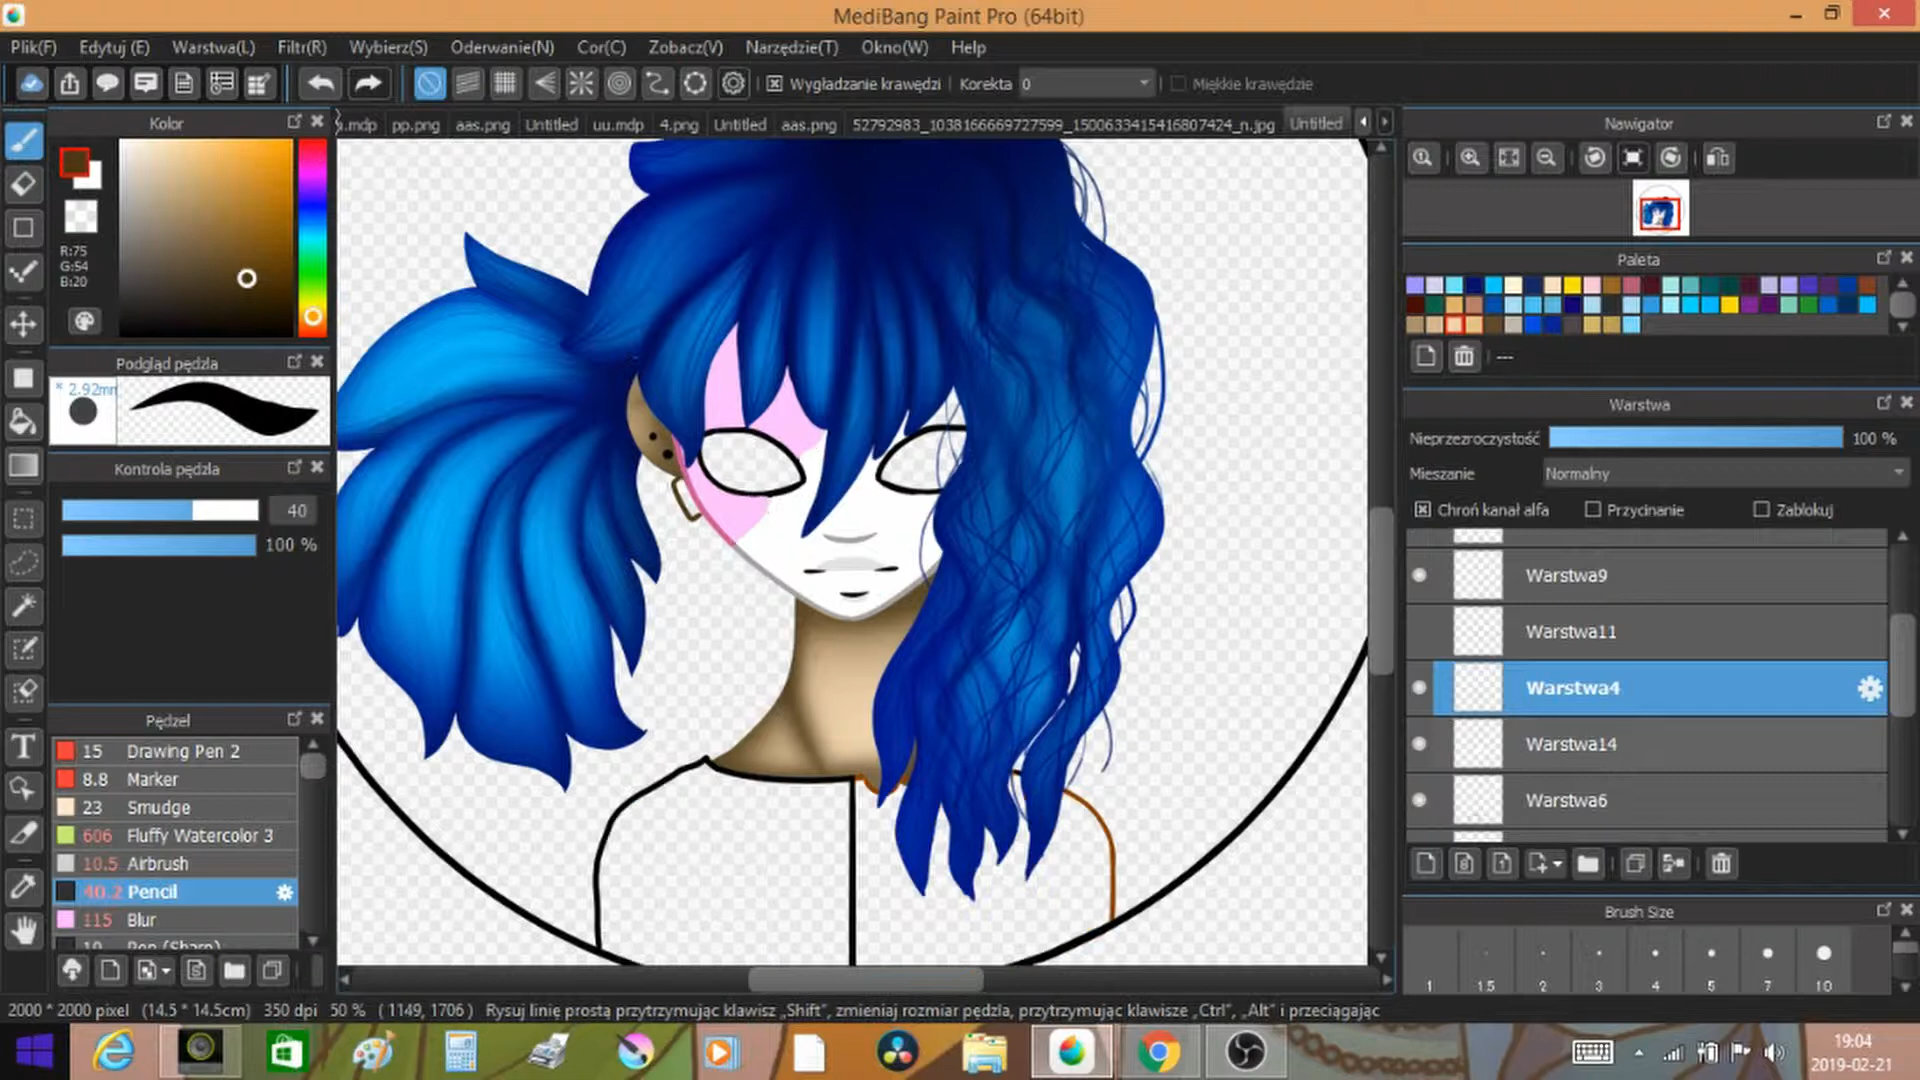 MediBang Paint Pro (64bit)
Plik(F) Edytuj (E) Warstwa(L) Filtr(R) Wybierz(S) Oderwanie(N) Cor(C) Zobacz(V) Narzędzie(T) Okno(W) Help
Wygładzanie krawędzi Korekta 0 Miękkie krawędzie
Kolor
.mdp pp.png aas.png Untitled uu.mdp 4.png Untitled aas.png 52792983_1038166669727599_1500633415416807424_n.jpg Untitled
R:75
G:54
B:20
Podgląd pędzla
* 2.92mm
Kontrola pędzla
40
100 %
Pędzel
15 Drawing Pen 2
8.8 Marker
23 Smudge
606 Fluffy Watercolor 3
10.5 Airbrush
40.2 Pencil
115 Blur
10 Pen (Sharp)
T
Nawigator
Paleta
---
Warstwa
Nieprzezroczystość 100 %
Mieszanie Normalny
Chroń kanał alfa Przycinanie Zablokuj
Warstwa9
Warstwa11
Warstwa4
Warstwa14
Warstwa6
Brush Size
1 1.5 2 3 4 5 7 10
2000 * 2000 pixel (14.5 * 14.5cm) 350 dpi 50 % ( 1149, 1706 ) Rysuj linię prostą przytrzymując klawisz „Shift”, zmieniaj rozmiar pędzla, przytrzymując klawisze „Ctrl”, „Alt” i przeciągając
19:04
2019-02-21